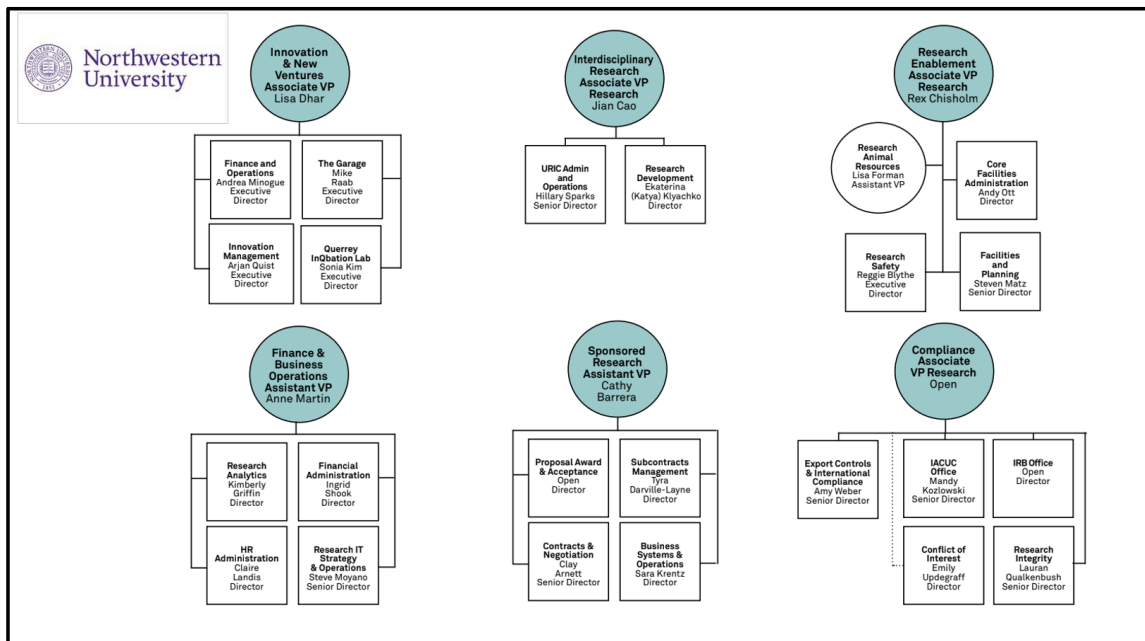 Northwestern
University
NORTHWESTERN UNIVERSITY
1851
Innovation
& New
Ventures
Associate VP
Lisa Dhar
Finance and
Operations
Andrea Minogue
Executive
Director
The Garage
Mike
Raab
Executive
Director
Innovation
Management
Arjan Quist
Executive
Director
Querrey
InQbation Lab
Sonia Kim
Executive
Director
Interdisciplinary
Research
Associate VP
Research
Jian Cao
URIC Admin
and
Operations
Hillary Sparks
Senior Director
Research
Development
Ekaterina
(Katya) Klyachko
Director
Research
Enablement
Associate VP
Research
Rex Chisholm
Research
Animal
Resources
Lisa Forman
Assistant VP
Core
Facilities
Administration
Andy Ott
Director
Research
Safety
Reggie Blythe
Executive
Director
Facilities
and
Planning
Steven Matz
Senior Director
Finance &
Business
Operations
Assistant VP
Anne Martin
Research
Analytics
Kimberly
Griffin
Director
Financial
Administration
Ingrid
Shook
Director
HR
Administration
Claire
Landis
Director
Research IT
Strategy
& Operations
Steve Moyano
Senior Director
Sponsored
Research
Assistant VP
Cathy
Barrera
Proposal Award
& Acceptance
Open
Director
Subcontracts
Management
Tyra
Darville-Layne
Director
Contracts &
Negotiation
Clay
Arnett
Senior Director
Business
Systems &
Operations
Sara Krentz
Director
Compliance
Associate
VP Research
Open
Export Controls
& International
Compliance
Amy Weber
Senior Director
IACUC
Office
Mandy
Kozlowski
Senior Director
IRB Office
Open
Director
Conflict of
Interest
Emily
Updegraff
Director
Research
Integrity
Lauran
Qualkenbush
Senior Director